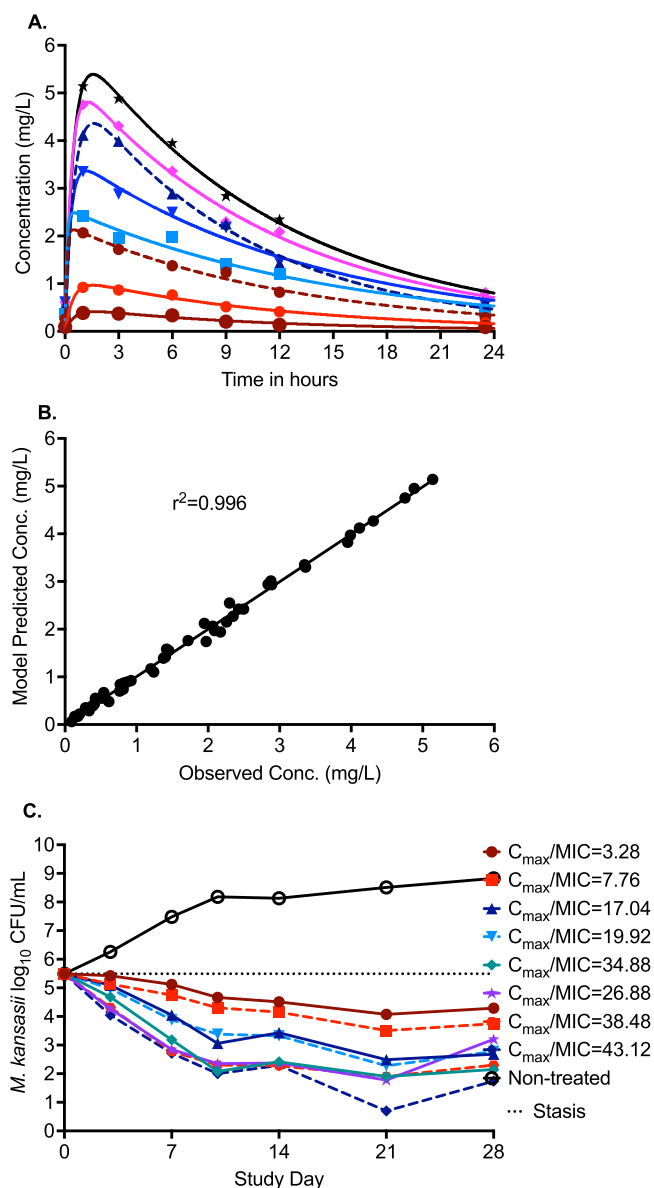 A.
6
5
4
3
2
1
0
Concentration (mg/L)
0 3 6 9 12 15 18 21 24
Time in hours
B.
6
5
4
3
2
1
0
Model Predicted Conc. (mg/L)
r²=0.996
0 1 2 3 4 5 6
Observed Conc. (mg/L)
C.
10
9
8
7
6
5
4
3
2
1
0
M. kansasii log₁₀ CFU/mL
0 7 14 21 28
Study Day
Cmax/MIC=3.28
Cmax/MIC=7.76
Cmax/MIC=17.04
Cmax/MIC=19.92
Cmax/MIC=34.88
Cmax/MIC=26.88
Cmax/MIC=38.48
Cmax/MIC=43.12
Non-treated
Stasis